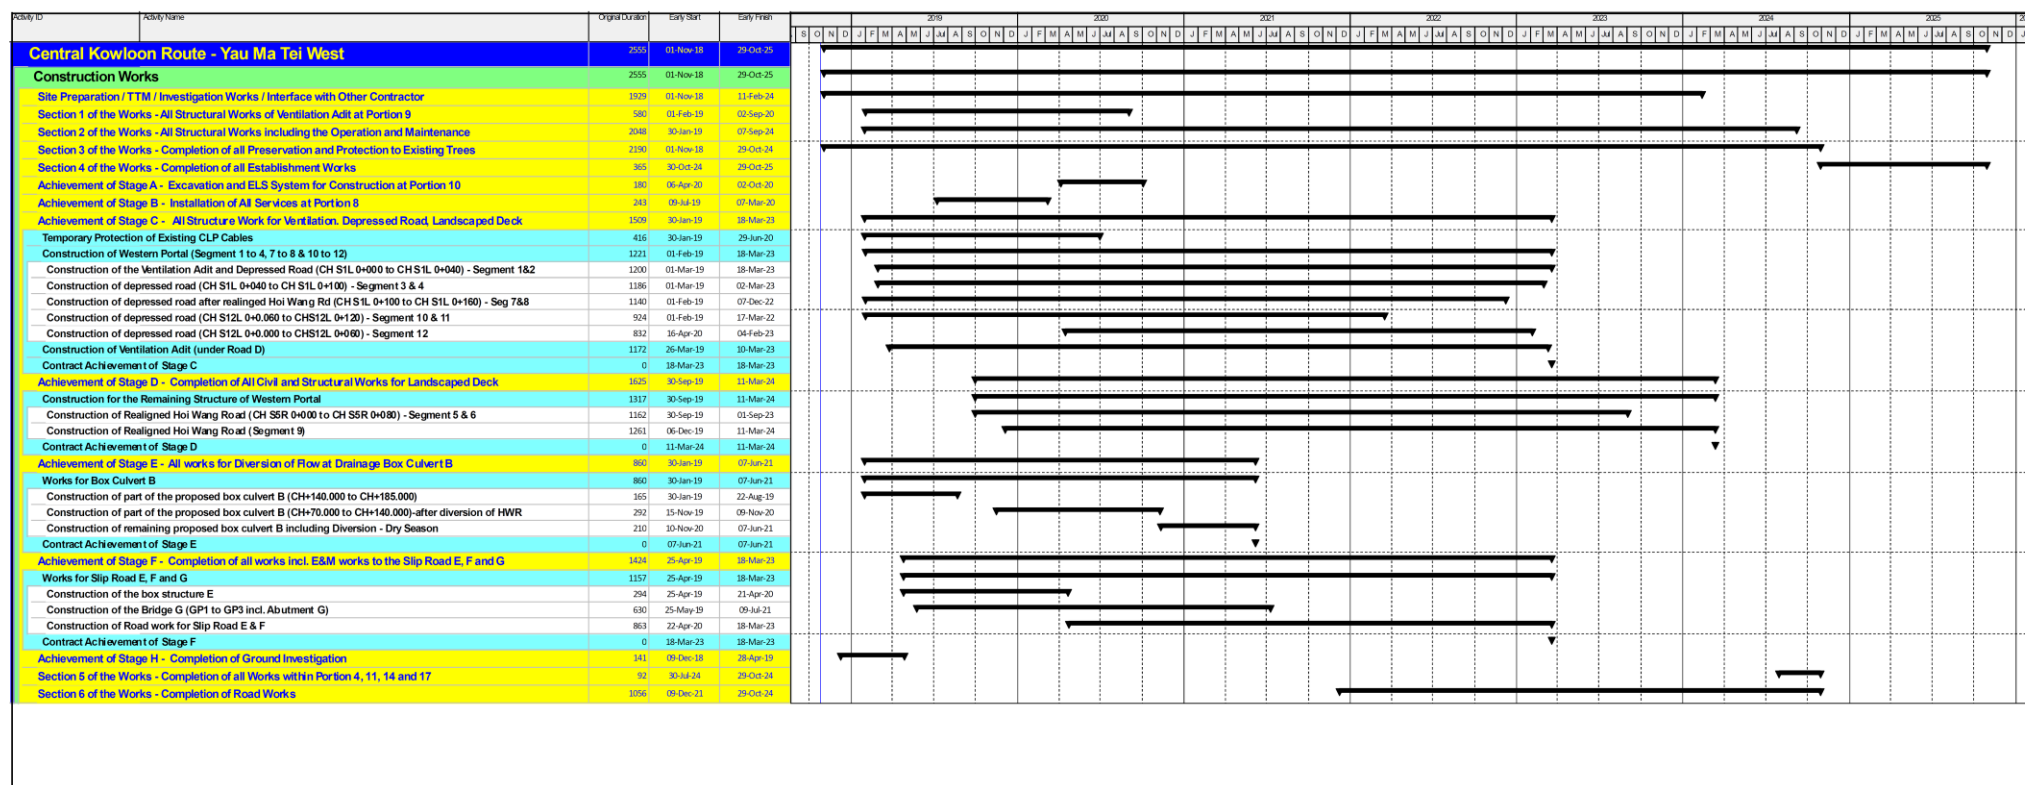 Activity ID Activity Name Original Duration Early Start Early Finish 2019 2020 2021 2022 2023 2024 2025
S O N D J F M A M J Jul A S O N D J F M A M J Jul A S O N D J F M A M J Jul A S O N D J F M A M J Jul A S O N D J F M A M J Jul A S O N D J F M A M J Jul A S O N D J F M A M J Jul A S O N D
Central Kowloon Route - Yau Ma Tei West 2555 01-Nov-18 29-Oct-25
Construction Works 2555 01-Nov-18 29-Oct-25
Site Preparation / TTM / Investigation Works / Interface with Other Contractor 1929 01-Nov-18 11-Feb-24
Section 1 of the Works - All Structural Works of Ventilation Adit at Portion 9 580 01-Feb-19 02-Sep-20
Section 2 of the Works - All Structural Works including the Operation and Maintenance 2048 30-Jan-19 07-Sep-24
Section 3 of the Works - Completion of all Preservation and Protection to Existing Trees 2190 01-Nov-18 29-Oct-24
Section 4 of the Works - Completion of all Establishment Works 365 30-Oct-24 29-Oct-25
Achievement of Stage A - Excavation and ELS System for Construction at Portion 10 180 06-Apr-20 02-Oct-20
Achievement of Stage B - Installation of All Services at Portion 8 243 09-Jul-19 07-Mar-20
Achievement of Stage C - All Structure Work for Ventilation. Depressed Road, Landscaped Deck 1509 30-Jan-19 18-Mar-23
Temporary Protection of Existing CLP Cables 416 30-Jan-19 29-Jun-20
Construction of Western Portal (Segment 1 to 4, 7 to 8 & 10 to 12) 1221 01-Feb-19 18-Mar-23
Construction of the Ventilation Adit and Depressed Road (CH S1L 0+000 to CH S1L 0+040) - Segment 1&2 1200 01-Mar-19 18-Mar-23
Construction of depressed road (CH S1L 0+040 to CH S1L 0+100) - Segment 3 & 4 1186 01-Mar-19 02-Mar-23
Construction of depressed road after realinged Hoi Wang Rd (CH S1L 0+100 to CH S1L 0+160) - Seg 7&8 1140 01-Feb-19 07-Dec-22
Construction of depressed road (CH S12L 0+0.060 to CHS12L 0+120) - Segment 10 & 11 924 01-Feb-19 17-Mar-22
Construction of depressed road (CH S12L 0+0.000 to CHS12L 0+060) - Segment 12 832 16-Apr-20 04-Feb-23
Construction of Ventilation Adit (under Road D) 1172 26-Mar-19 10-Mar-23
Contract Achievement of Stage C 0 18-Mar-23 18-Mar-23
Achievement of Stage D - Completion of All Civil and Structural Works for Landscaped Deck 1625 30-Sep-19 11-Mar-24
Construction for the Remaining Structure of Western Portal 1317 30-Sep-19 11-Mar-24
Construction of Realigned Hoi Wang Road (CH S5R 0+000 to CH S5R 0+080) - Segment 5 & 6 1162 30-Sep-19 01-Sep-23
Construction of Realigned Hoi Wang Road (Segment 9) 1261 06-Dec-19 11-Mar-24
Contract Achievement of Stage D 0 11-Mar-24 11-Mar-24
Achievement of Stage E - All works for Diversion of Flow at Drainage Box Culvert B 860 30-Jan-19 07-Jun-21
Works for Box Culvert B 860 30-Jan-19 07-Jun-21
Construction of part of the proposed box culvert B (CH+140.000 to CH+185.000) 165 30-Jan-19 22-Aug-19
Construction of part of the proposed box culvert B (CH+70.000 to CH+140.000)-after diversion of HWR 292 15-Nov-19 09-Nov-20
Construction of remaining proposed box culvert B including Diversion - Dry Season 210 10-Nov-20 07-Jun-21
Contract Achievement of Stage E 0 07-Jun-21 07-Jun-21
Achievement of Stage F - Completion of all works incl. E&M works to the Slip Road E, F and G 1424 25-Apr-19 18-Mar-23
Works for Slip Road E, F and G 1157 25-Apr-19 18-Mar-23
Construction of the box structure E 294 25-Apr-19 21-Apr-20
Construction of the Bridge G (GP1 to GP3 incl. Abutment G) 630 25-May-19 09-Jul-21
Construction of Road work for Slip Road E & F 863 22-Apr-20 18-Mar-23
Contract Achievement of Stage F 0 18-Mar-23 18-Mar-23
Achievement of Stage H - Completion of Ground Investigation 141 09-Dec-18 28-Apr-19
Section 5 of the Works - Completion of all Works within Portion 4, 11, 14 and 17 92 30-Jul-24 29-Oct-24
Section 6 of the Works - Completion of Road Works 1056 09-Dec-21 29-Oct-24